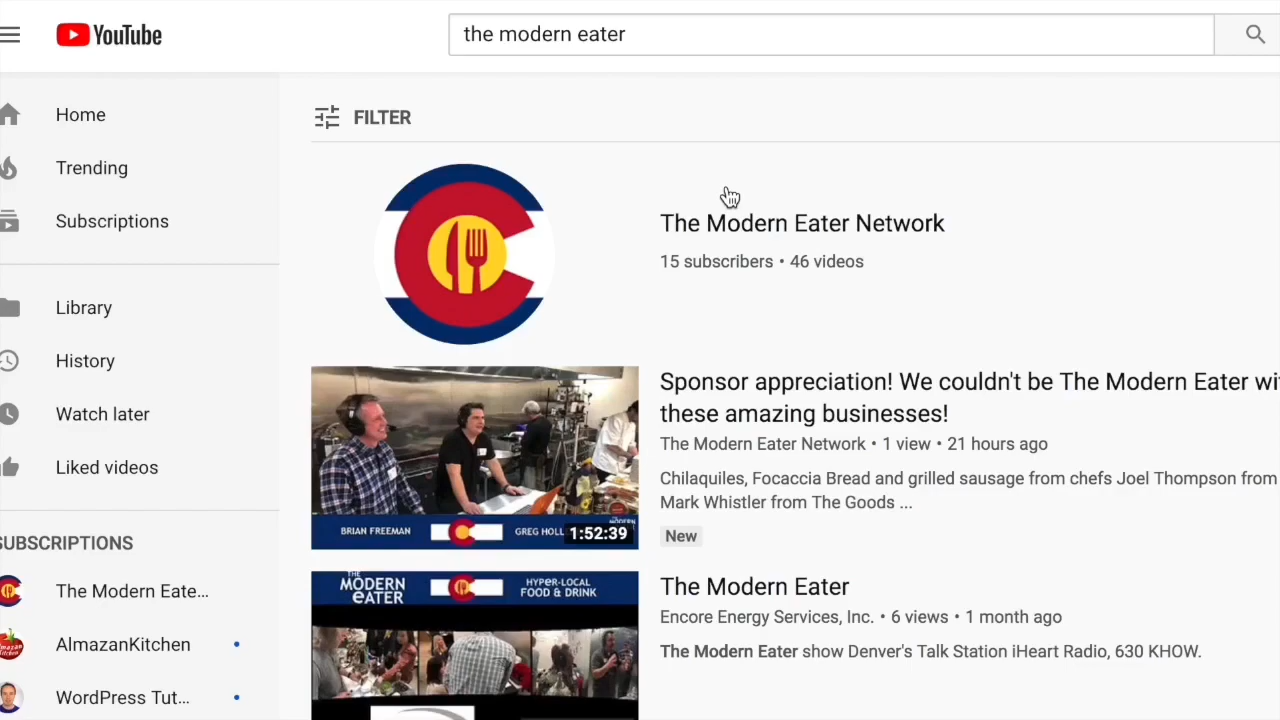 YouTube
the modern eater
Home
Trending
Subscriptions
Library
History
Watch later
Liked videos
SUBSCRIPTIONS
The Modern Eate...
AlmazanKitchen
WordPress Tut...
FILTER
The Modern Eater Network
15 subscribers • 46 videos
BRIAN FREEMAN
GREG HOLL
1:52:39
Sponsor appreciation! We couldn't be The Modern Eater wi
these amazing businesses!
The Modern Eater Network • 1 view • 21 hours ago
Chilaquiles, Focaccia Bread and grilled sausage from chefs Joel Thompson from
Mark Whistler from The Goods ...
New
THE
MODERN
eATER
HYPER-LOCAL
FOOD & DRINK
The Modern Eater
Encore Energy Services, Inc. • 6 views • 1 month ago
The Modern Eater show Denver's Talk Station iHeart Radio, 630 KHOW.